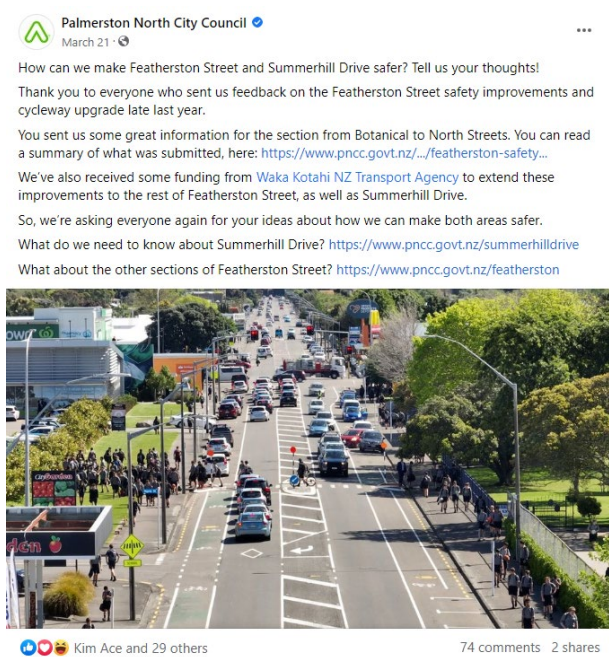 Palmerston North City Council
March 21 ·
How can we make Featherston Street and Summerhill Drive safer? Tell us your thoughts!
Thank you to everyone who sent us feedback on the Featherston Street safety improvements and
cycleway upgrade late last year.
You sent us some great information for the section from Botanical to North Streets. You can read
a summary of what was submitted, here: https://www.pncc.govt.nz/.../featherston-safety...
We've also received some funding from Waka Kotahi NZ Transport Agency to extend these
improvements to the rest of Featherston Street, as well as Summerhill Drive.
So, we're asking everyone again for your ideas about how we can make both areas safer.
What do we need to know about Summerhill Drive? https://www.pncc.govt.nz/summerhilldrive
What about the other sections of Featherston Street? https://www.pncc.govt.nz/featherston
Kim Ace and 29 others
74 comments 2 shares